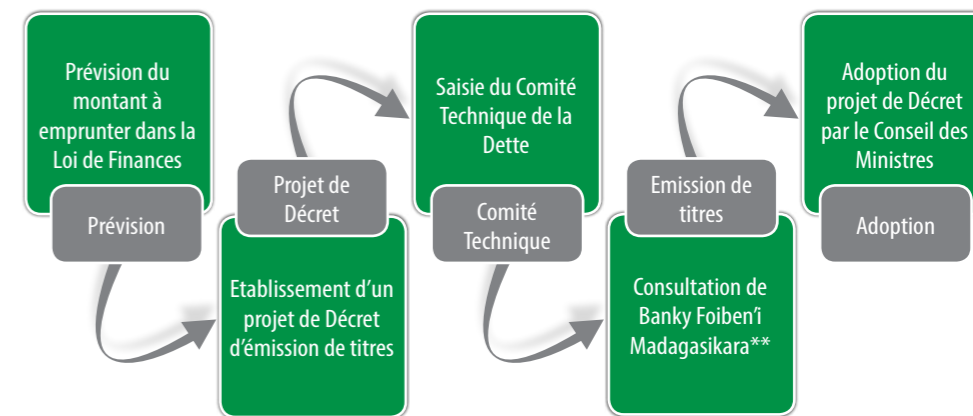 Prévision du
montant à
emprunter dans la
Loi de Finances
Prévision
Projet de
Décret
Etablissement d’un
projet de Décret
d’émission de titres
Saisie du Comité
Technique de la
Dette
Comité
Technique
Emission de
titres
Consultation de
Banky Foiben’i
Madagasikara**
Adoption du
projet de Décret
par le Conseil des
Ministres
Adoption